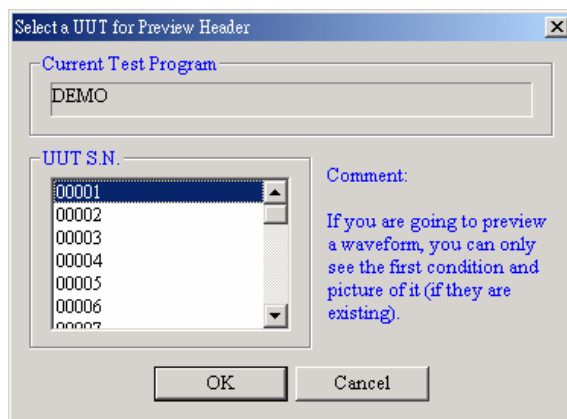 Select a UUT for Preview Header
Current Test Program
DEMO
UUT S.N.
00001
00002
00003
00004
00005
00006
00007
Comment:
If you are going to preview
a waveform, you can only
see the first condition and
picture of it (if they are
existing).
OK
Cancel